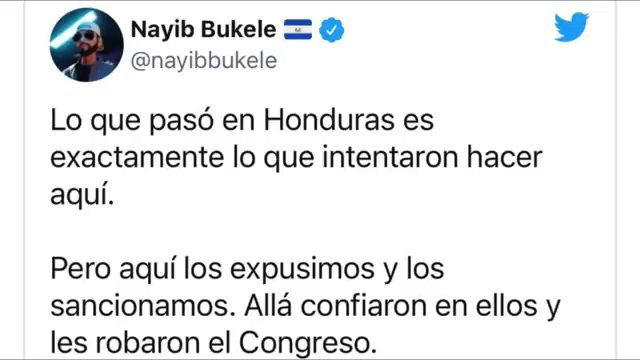 Nayib Bukele
@nayibbukele
Lo que pasó en Honduras es
exactamente lo que intentaron hacer
aquí.
Pero aquí los expusimos y los
sancionamos. Allá confiaron en ellos y
les robaron el Congreso.